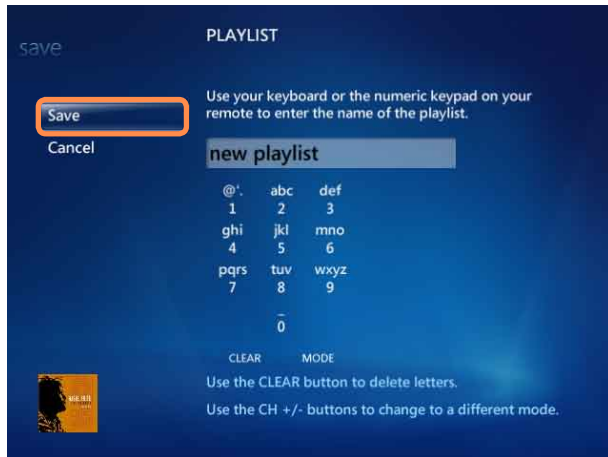 save
PLAYLIST
Save
Cancel
Use your keyboard or the numeric keypad on your
remote to enter the name of the playlist.
new playlist
@'. abc def
1 2 3
ghi jkl mno
4 5 6
pqrs tuv wxyz
7 8 9
_
0
CLEAR MODE
Use the CLEAR button to delete letters.
Use the CH +/- buttons to change to a different mode.